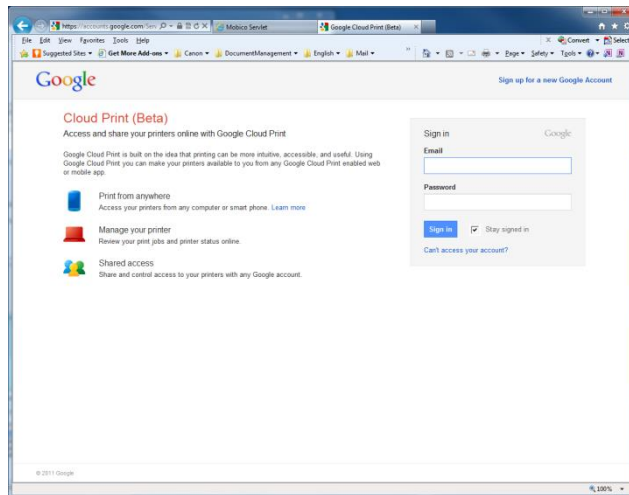 https://accounts.google.com/Serv
Mobico Servlet
Google Cloud Print (Beta)
File Edit View Favorites Tools Help
Convert Select
Suggested Sites Get More Add-ons Canon DocumentManagement English Mail
Page Safety Tools
Google
Sign up for a new Google Account
Cloud Print (Beta)
Access and share your printers online with Google Cloud Print
Google Cloud Print is built on the idea that printing can be more intuitive, accessible, and useful. Using
Google Cloud Print you can make your printers available to you from any Google Cloud Print enabled web
or mobile app.
Print from anywhere
Access your printers from any computer or smart phone. Learn more
Manage your printer
Review your print jobs and printer status online.
Shared access
Share and control access to your printers with any Google account.
Sign in Google
Email
Password
Sign in Stay signed in
Can't access your account?
© 2011 Google
100%